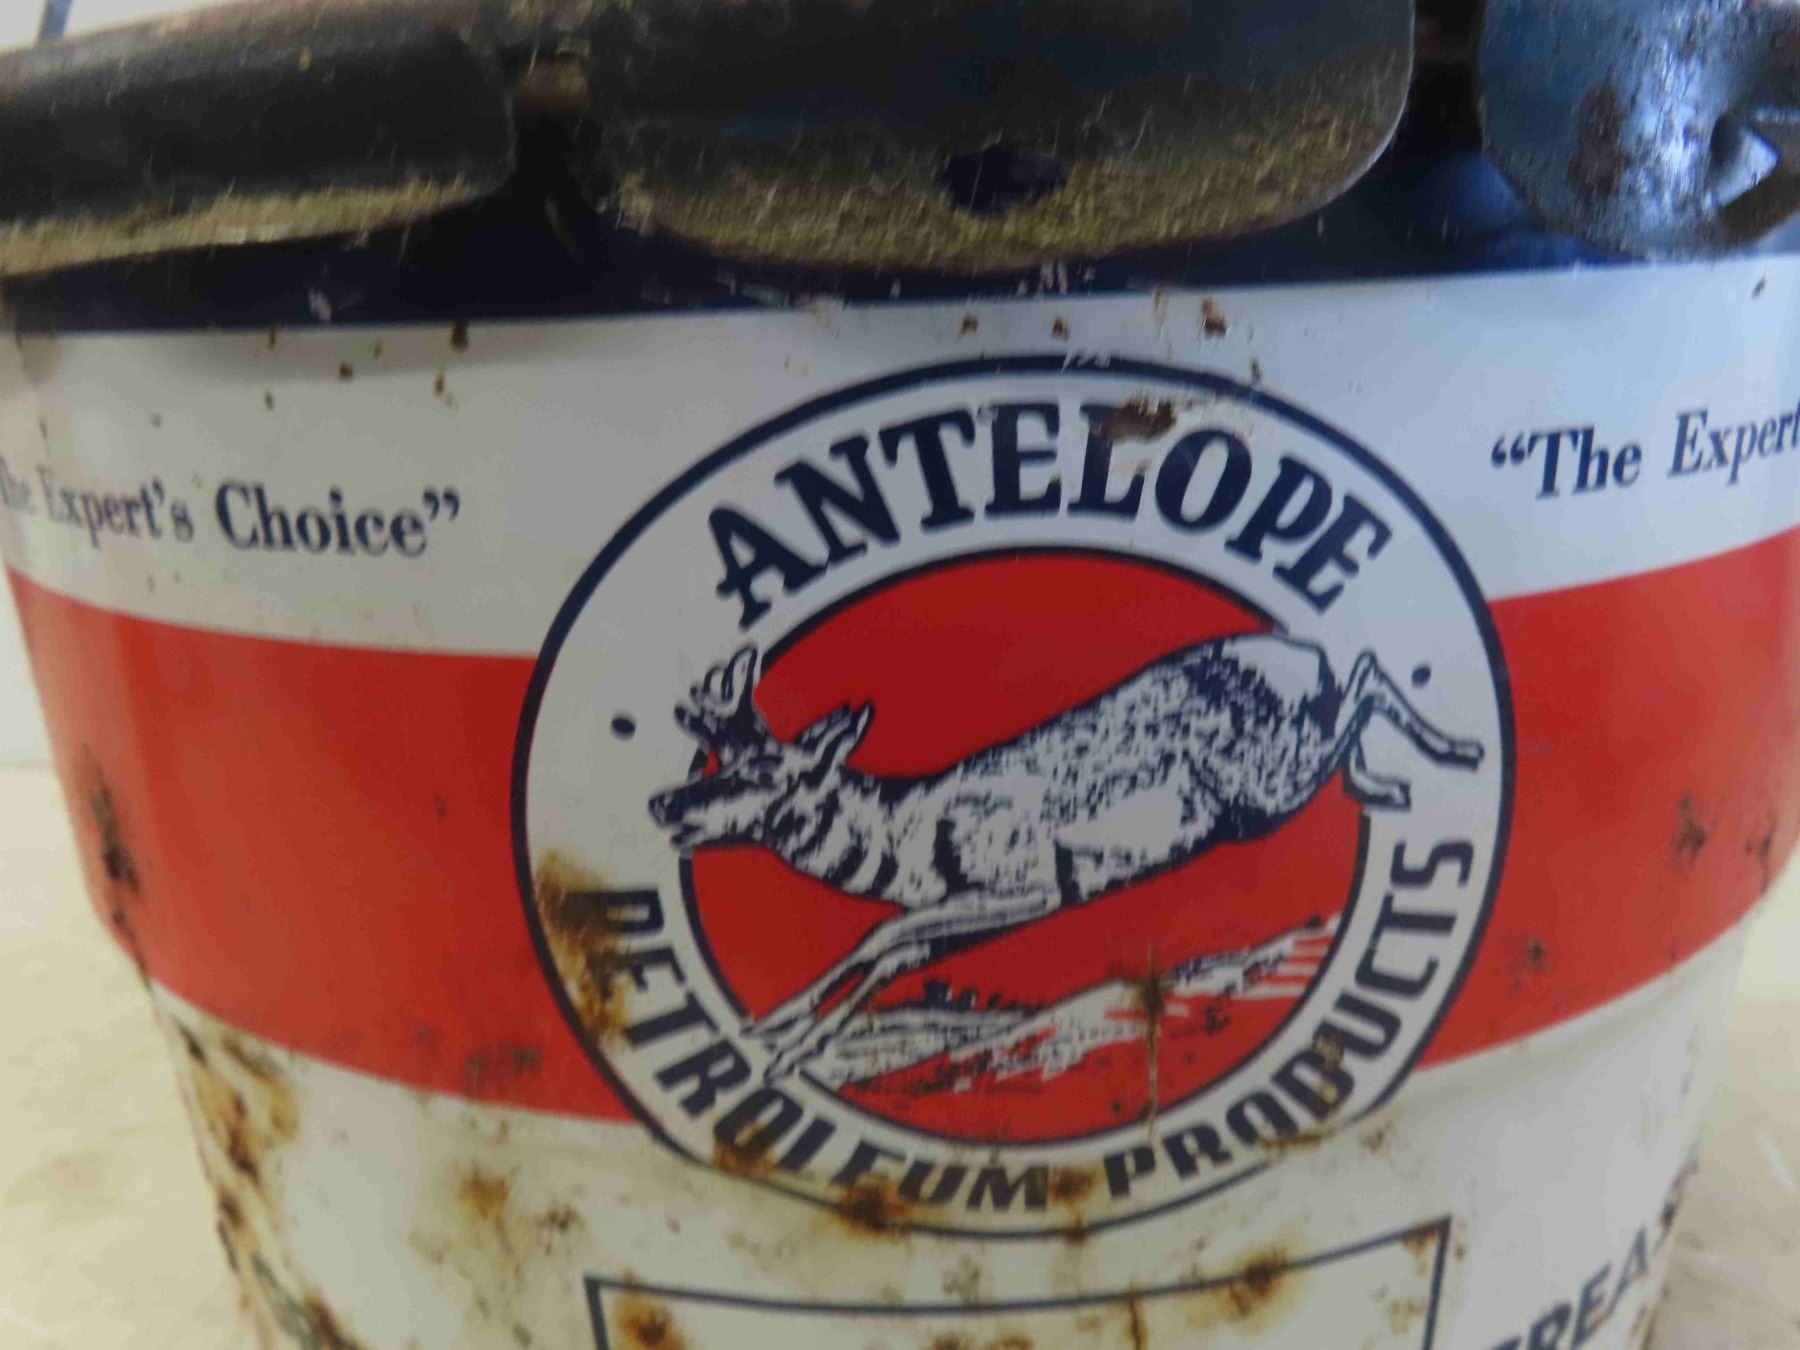 ANTELOPE
"The Expert's Choice"
"The Expert
PETROLEUM PRODUCTS